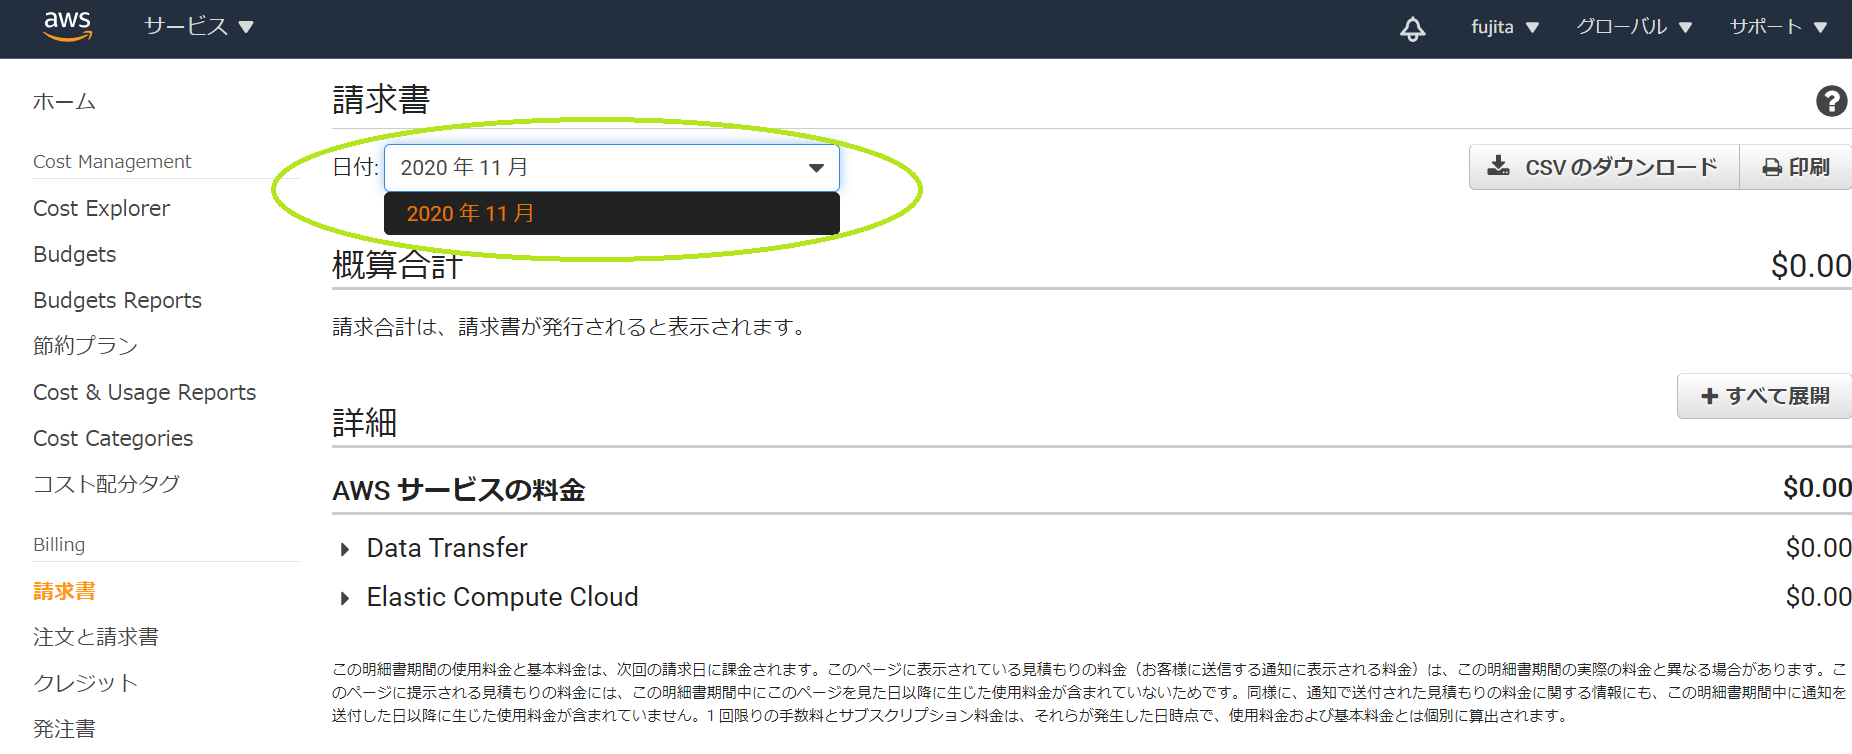 aws サービス fujita グローバル サポート
ホーム
Cost Management
Cost Explorer
Budgets
Budgets Reports
節約プラン
Cost & Usage Reports
Cost Categories
コスト配分タグ
Billing
請求書
注文と請求書
クレジット
発注書
請求書
日付: 2020 年 11 月
2020 年 11 月
CSV のダウンロード 印刷
概算合計 $0.00
請求合計は、請求書が発行されると表示されます。
すべて展開
詳細
AWS サービスの料金 $0.00
Data Transfer $0.00
Elastic Compute Cloud $0.00
この明細書期間の使用料金と基本料金は、次回の請求日に課金されます。このページに表示されている見積もりの料金（お客様に送信する通知に表示される料金）は、この明細書期間の実際の料金と異なる場合があります。こ
のページに提示される見積もりの料金には、この明細書期間中にこのページを見た日以降に生じた使用料金が含まれていないためです。同様に、通知で送付された見積もりの料金に関する情報にも、この明細書期間中に通知を
送付した日以降に生じた使用料金が含まれていません。1 回限りの手数料とサブスクリプション料金は、それらが発生した日時点で、使用料金および基本料金とは個別に算出されます。